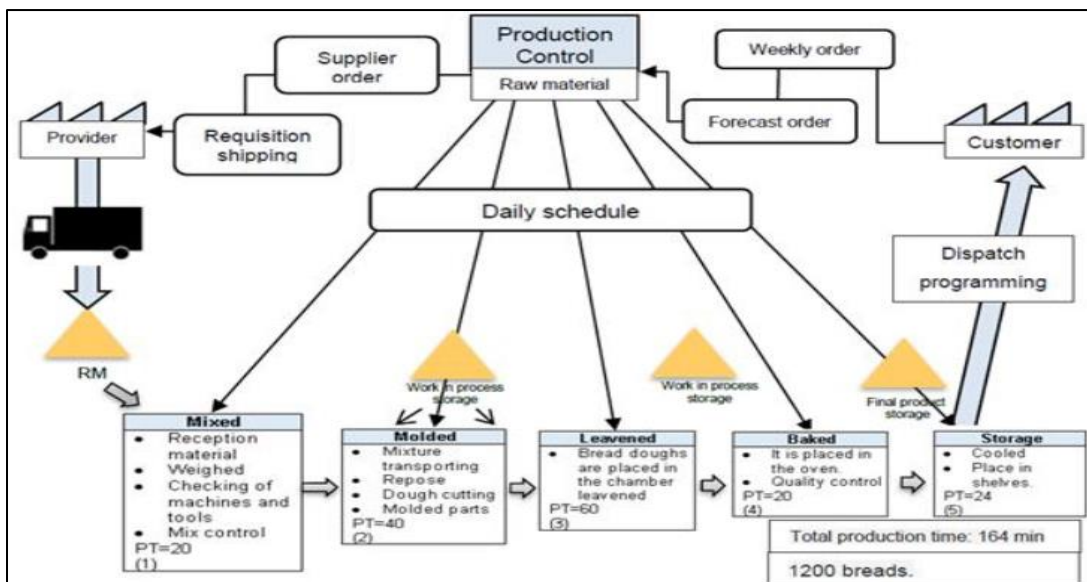 Production
Control
Raw material
Supplier
order
Requisition
shipping
Provider
Weekly order
Forecast order
Customer
Daily schedule
Dispatch
programming
RM
Work in process
storage
Work in process
storage
Final product
storage
Mixed
• Reception
material
• Weighed
• Checking of
machines and
tools
• Mix control
PT=20
(1)
Molded
• Mixture
transporting
• Repose
• Dough cutting
• Molded parts
PT=40
(2)
Leavened
• Bread doughs
are placed in
the chamber
leavened
PT=60
(3)
Baked
• It is placed in
the oven.
• Quality control
PT=20
(4)
Storage
• Cooled
• Place in
shelves.
PT=24
(5)
Total production time: 164 min
1200 breads.